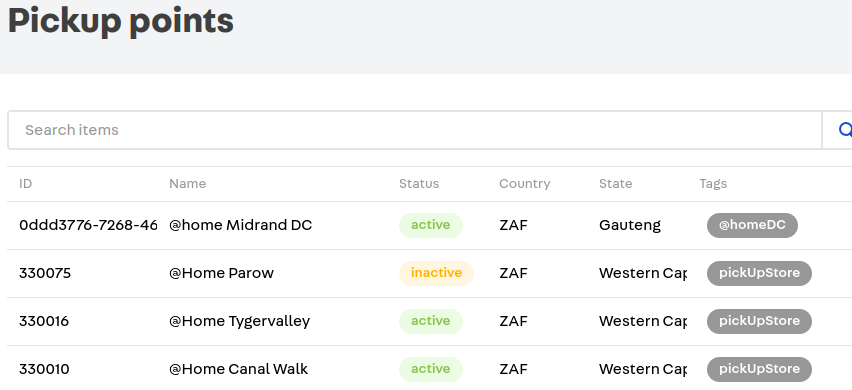 Pickup points
Search items
ID Name Status Country State Tags
0ddd3776-7268-46 @home Midrand DC active ZAF Gauteng @homeDC
330075 @Home Parow inactive ZAF Western Cap pickUpStore
330016 @Home Tygervalley active ZAF Western Cap pickUpStore
330010 @Home Canal Walk active ZAF Western Cap pickUpStore